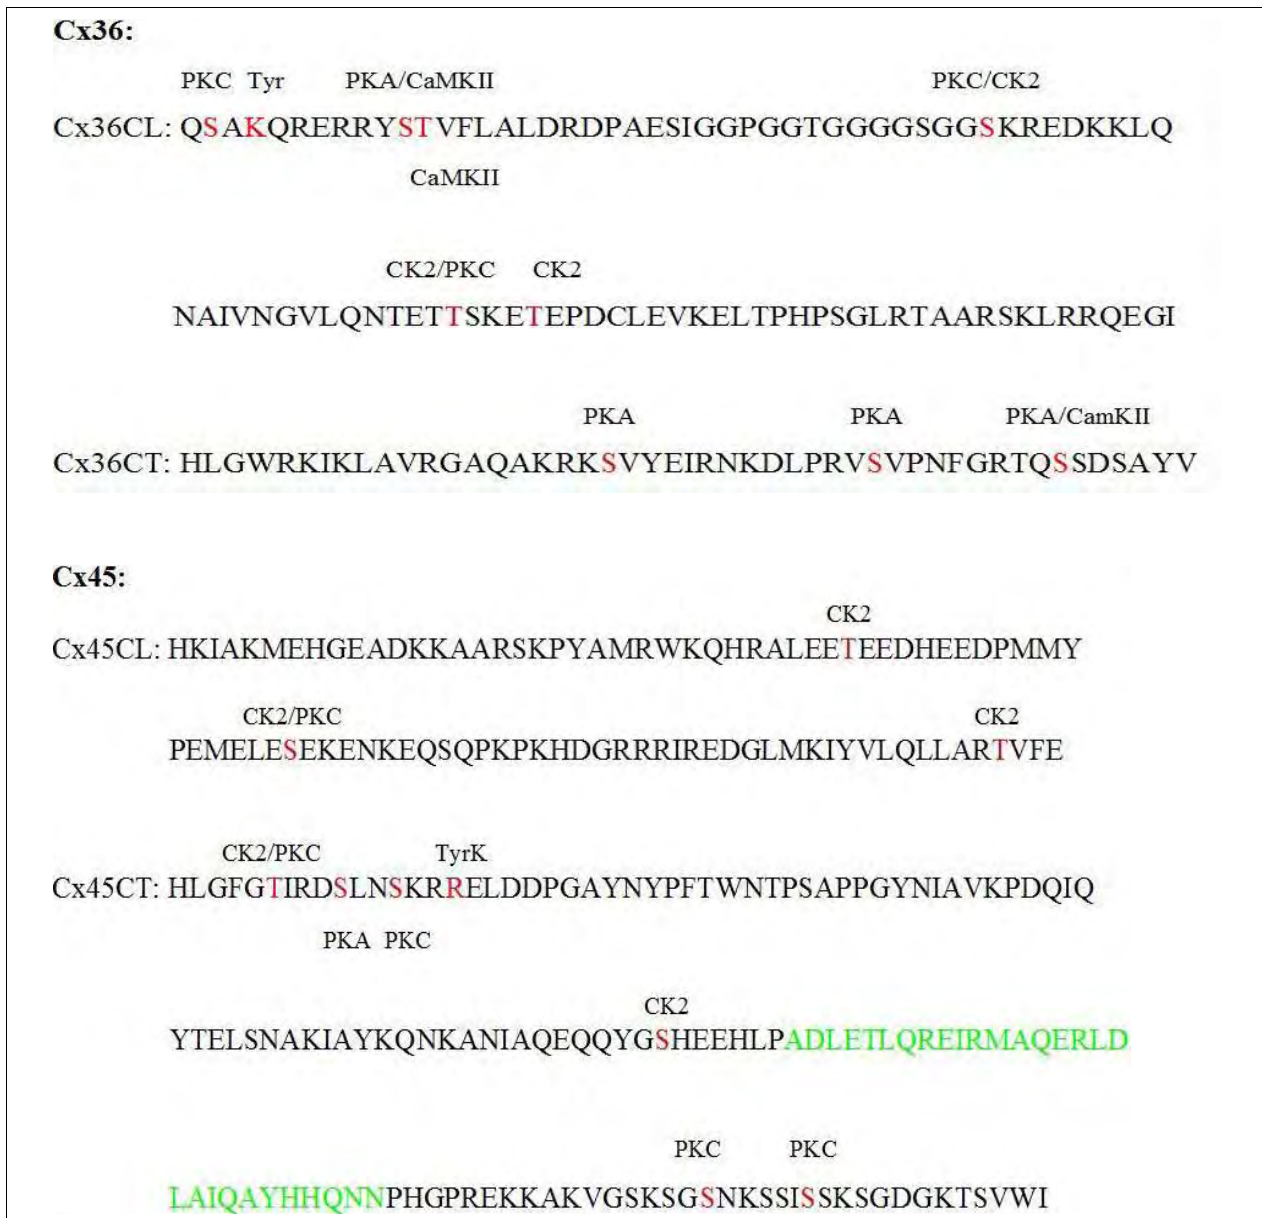 Cx36:
PKC Tyr PKA/CaMKII PKC/CK2
Cx36CL: QSAKQRERRYSTVFLALDRDPAESIGGPGGTGGGGSGGSKREDKKLQ
CaMKII
CK2/PKC CK2
NAIVNGVLQNTETTSKETEPDCLEVKELTPHPSGLRTAARSKLRRQEGI
PKA PKA PKA/CamKII
Cx36CT: HLGWRKIKLAVRGAQAKRKSVYEIRNKDLPRVSVPNFGRTQSSDSAYV
Cx45:
CK2
Cx45CL: HKIAKMEHGEADKKAARSKPYAMRWKQHRALEETEEDHEEDPMMY
CK2/PKC CK2
PEMELESEKENKEQSQPKPKHDGRRRIREDGLMKIYVLQLLARTVFE
CK2/PKC TyrK
Cx45CT: HLGFGTIRDSLNSKRRELDDPGAYNYPFTWNTPSAPPGYNIAVKPDQIQ
PKA PKC
CK2
YTELSNAKIAYKQNKANIAQEQQYGSHEEHLPADLETLQREIRMAQERLD
PKC PKC
LAIQAYHHQNNPHGPREKKAKVGSKSGSNKSSISSKSGDGKTSVWI